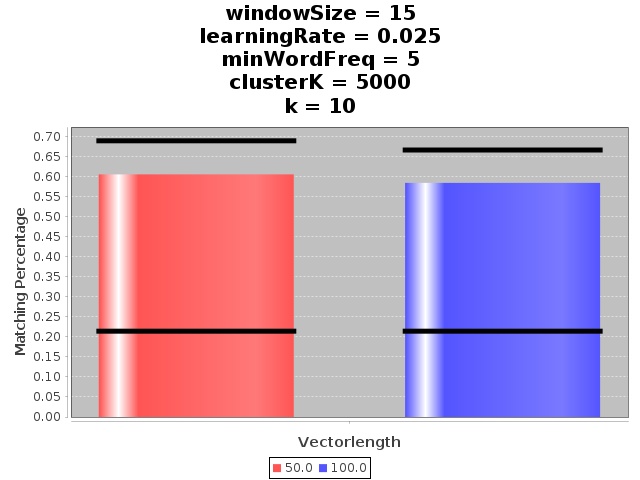 windowSize = 15
learningRate = 0.025
minWordFreq = 5
clusterK = 5000
k = 10
0.70
0.65
0.60
0.55
0.50
0.45
0.40
0.35
0.30
0.25
0.20
0.15
0.10
0.05
0.00
Matching Percentage
Vectorlength
50.0 100.0